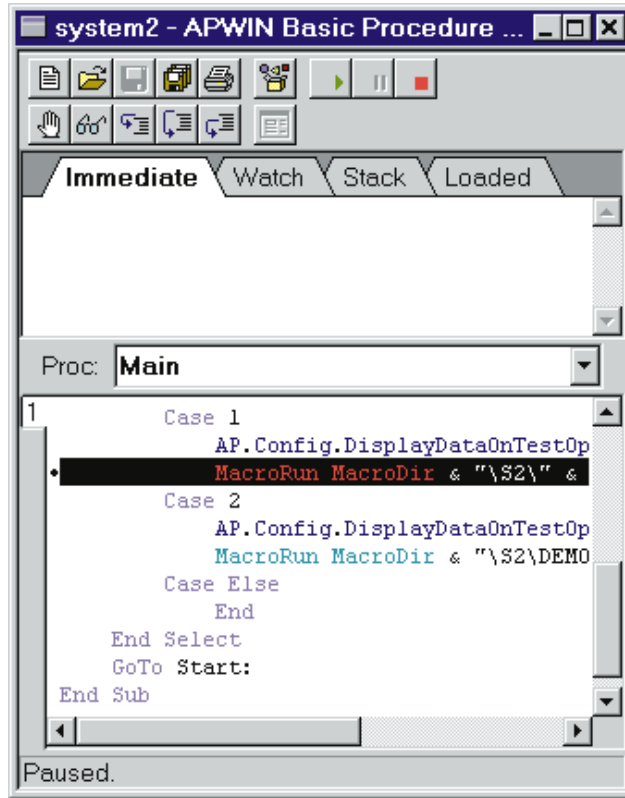 system2 - APWIN Basic Procedure ...
Immediate Watch Stack Loaded
Proc: Main
1
Case 1
AP.Config.DisplayDataOnTestOp
MacroRun MacroDir & "\S2\" &
Case 2
AP.Config.DisplayDataOnTestOp
MacroRun MacroDir & "\S2\DEMO
Case Else
End
End Select
GoTo Start:
End Sub
Paused.